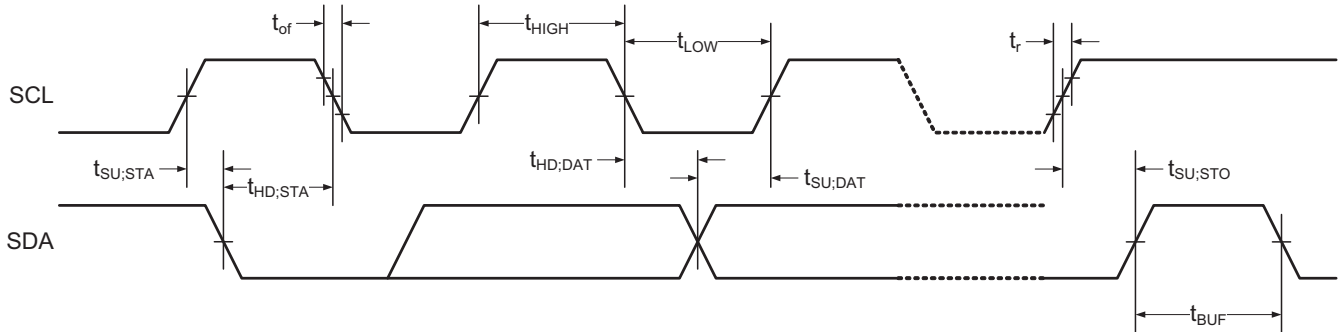 t_of
t_HIGH
t_LOW
t_r
SCL
t_SU;STA
t_HD;STA
t_HD;DAT
t_SU;DAT
t_SU;STO
SDA
t_BUF